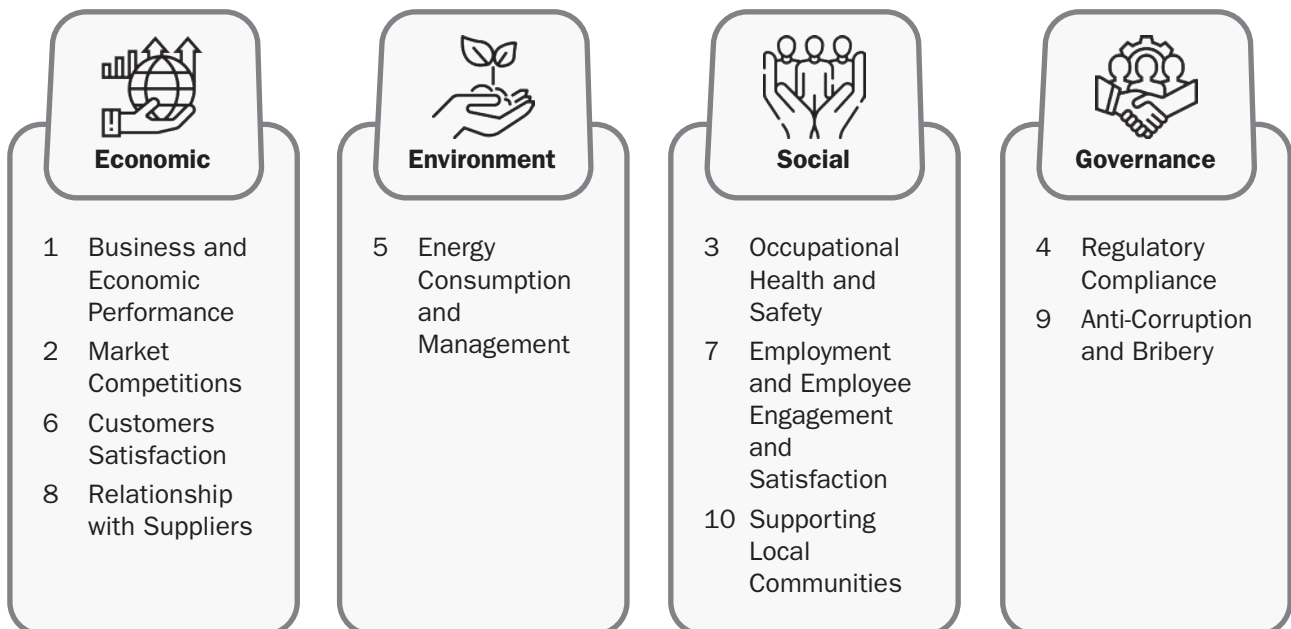 Economic
1 Business and
Economic
Performance
2 Market
Competitions
6 Customers
Satisfaction
8 Relationship
with Suppliers
Environment
5 Energy
Consumption
and
Management
Social
3 Occupational
Health and
Safety
7 Employment
and Employee
Engagement
and
Satisfaction
10 Supporting
Local
Communities
Governance
4 Regulatory
Compliance
9 Anti-Corruption
and Bribery